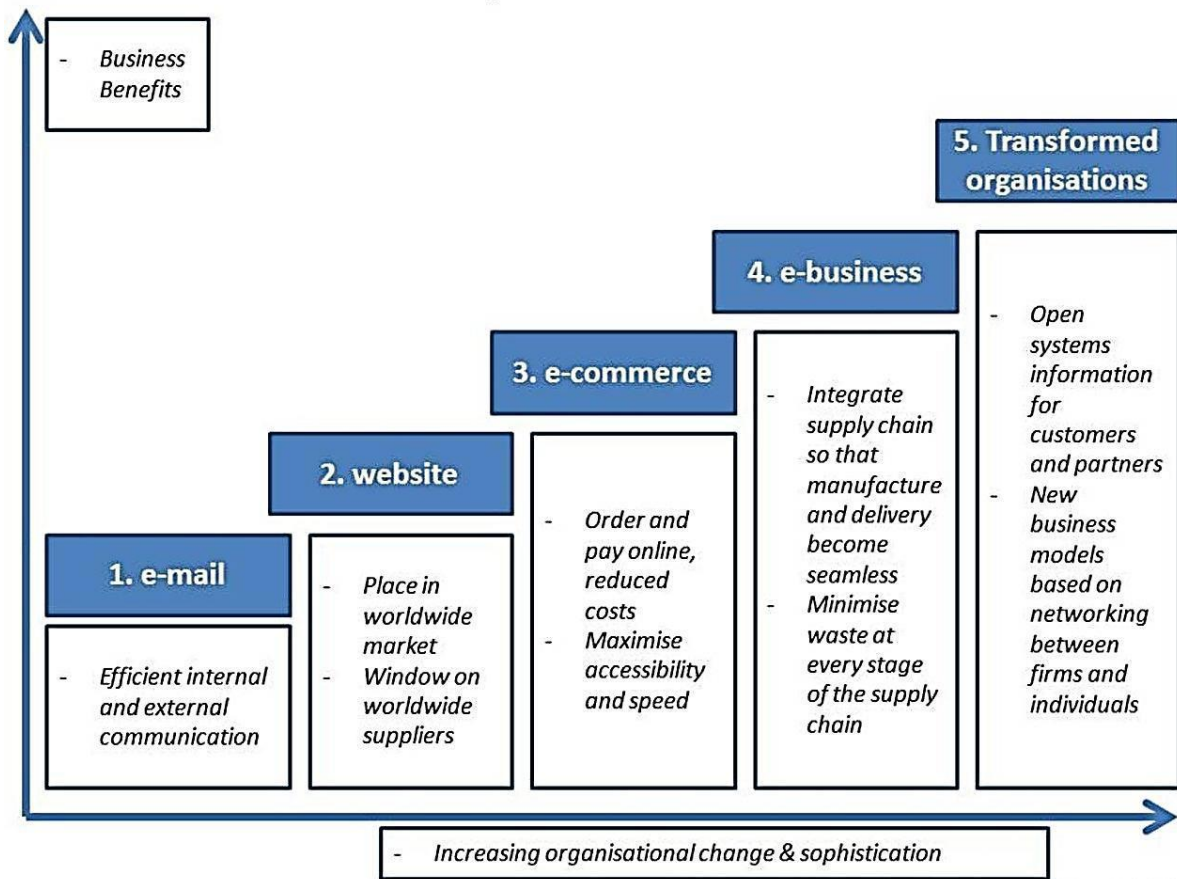 - Business
Benefits
5. Transformed
organisations
4. e-business
3. e-commerce
2. website
1. e-mail
- Efficient internal
and external
communication
- Place in
worldwide
market
- Window on
worldwide
suppliers
- Order and
pay online,
reduced
costs
- Maximise
accessibility
and speed
- Integrate
supply chain
so that
manufacture
and delivery
become
seamless
- Minimise
waste at
every stage
of the supply
chain
- Open
systems
information
for
customers
and partners
- New
business
models
based on
networking
between
firms and
individuals
- Increasing organisational change & sophistication